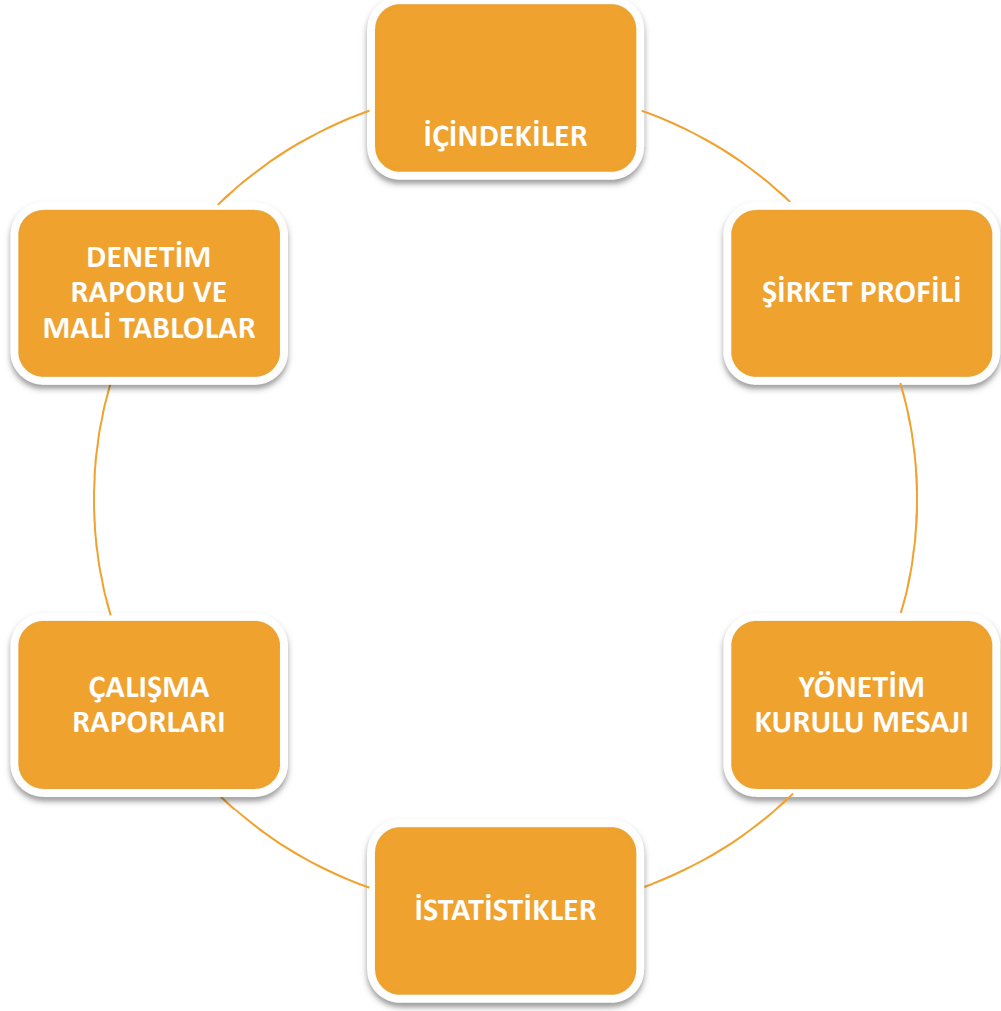 İÇİNDEKİLER
ŞİRKET PROFİLİ
YÖNETİM
KURULU MESAJI
İSTATİSTİKLER
ÇALIŞMA
RAPORLARI
DENETİM
RAPORU VE
MALİ TABLOLAR